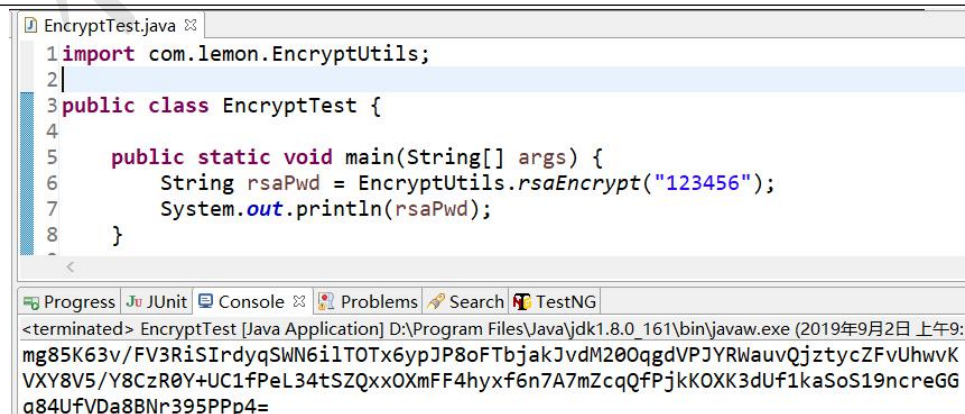 EncryptTest.java
1 import com.lemon.EncryptUtils;
2
3 public class EncryptTest {
4
5 public static void main(String[] args) {
6 String rsaPwd = EncryptUtils.rsaEncrypt("123456");
7 System.out.println(rsaPwd);
8 }
Progress JUnit Console Problems Search TestNG
<terminated> EncryptTest [Java Application] D:\Program Files\Java\jdk1.8.0_161\bin\javaw.exe (2019年9月2日 上午9:
mg85K63v/FV3RiSIrdyqSWN6ilTOTx6ypJP8oFTbjakJvdM20OqgdVPJYRWauvQjztycZFvUhwvK
VXY8V5/Y8CzR0Y+UC1fPeL34tSZQxxOXmFF4hyxf6n7A7mZcqQfPjkKOXK3dUf1kaSoS19ncreGG
q84UfVDa8BNr395PPp4=